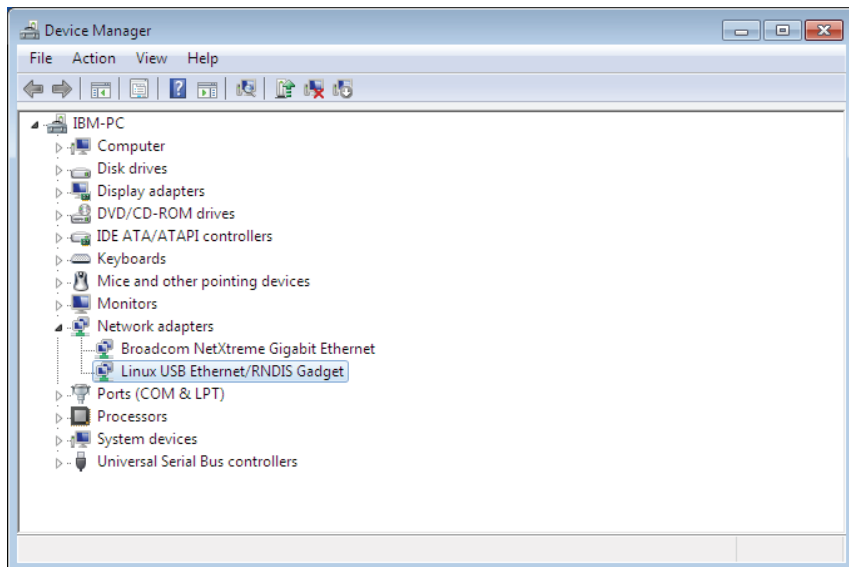 Device Manager
File Action View Help
IBM-PC
Computer
Disk drives
Display adapters
DVD/CD-ROM drives
IDE ATA/ATAPI controllers
Keyboards
Mice and other pointing devices
Monitors
Network adapters
Broadcom NetXtreme Gigabit Ethernet
Linux USB Ethernet/RNDIS Gadget
Ports (COM & LPT)
Processors
System devices
Universal Serial Bus controllers